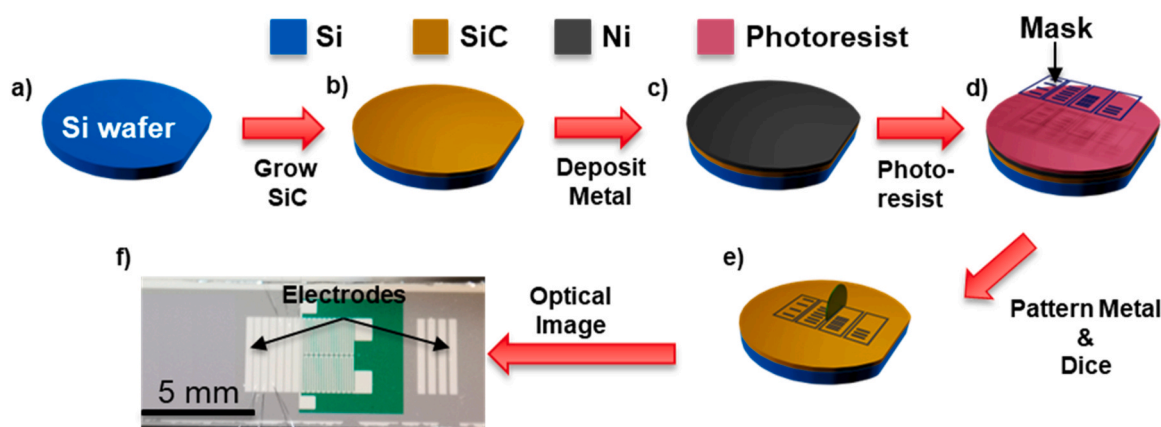 Si SiC Ni Photoresist
Mask
a) b) c) d)
Si wafer
Grow
SiC
Deposit
Metal
Photo-
resist
f) e)
Electrodes
Optical
Image
Pattern Metal
&
Dice
5 mm